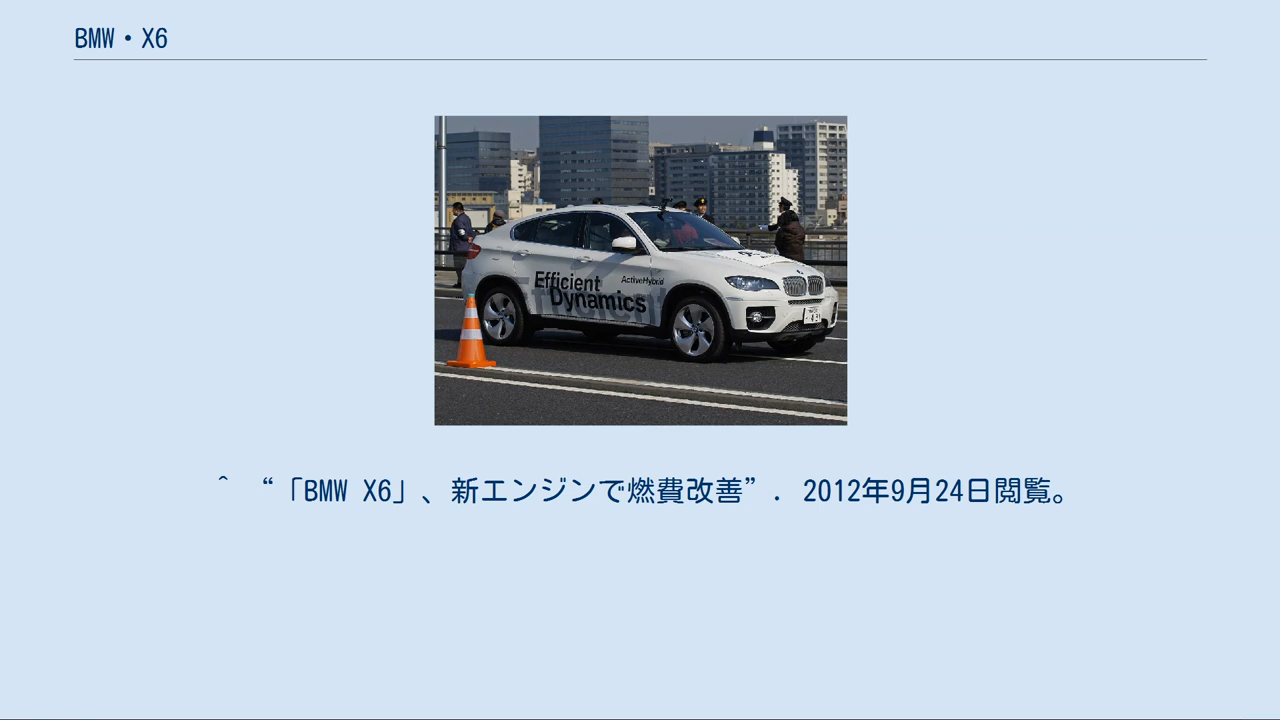 BMW・X6
Efficient
Dynamics
ActiveHybrid
^ “「BMW X6」、新エンジンで燃費改善”. 2012年9月24日閲覧。